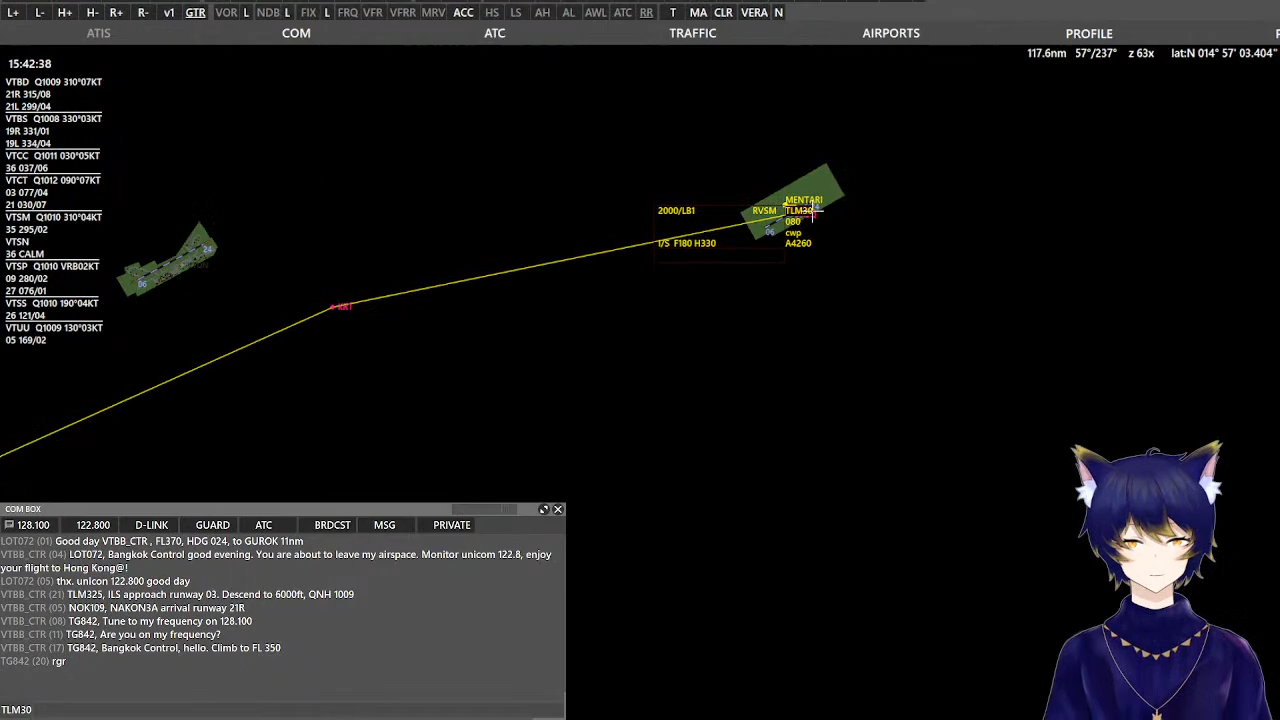 L+ L- H+ H- R+ R- v1 GTR VOR L NDB L FIX L FRQ VFR VFRR MRV ACC HS LS AH AL AWL ATC RR T MA CLR VERA N
ATIS COM ATC TRAFFIC AIRPORTS PROFILE
117.6nm 57°/237° z 63x lat:N 014° 57' 03.404"
15:42:38
VTBD Q1009 310°07KT
21R 315/08
21L 299/04
VTBS Q1008 330°03KT
19R 331/01
19L 334/04
VTCC Q1011 030°05KT
36 037/06
VTCT Q1012 090°07KT
03 077/04
21 030/07
VTSM Q1010 310°04KT
35 295/02
VTSN
36 CALM
VTSP Q1010 VRB02KT
09 280/02
27 076/01
VTSS Q1010 190°04KT
26 121/04
VTUU Q1009 130°03KT
05 169/02
24
06
KRT
2000/LB1
I/S F180 H330
RVSM
MENTARI
TLM30
080
cwp
A4260
06
COM BOX
128.100 122.800 D-LINK GUARD ATC BRDCST MSG PRIVATE
LOT072 (01) Good day VTBB_CTR , FL370, HDG 024, to GUROK 11nm
VTBB_CTR (04) LOT072, Bangkok Control good evening. You are about to leave my airspace. Monitor unicom 122.8, enjoy
your flight to Hong Kong@!
LOT072 (05) thx. unIcon 122.800 good day
VTBB_CTR (21) TLM325, ILS approach runway 03. Descend to 6000ft, QNH 1009
VTBB_CTR (05) NOK109, NAKON3A arrival runway 21R
VTBB_CTR (08) TG842, Tune to my frequency on 128.100
VTBB_CTR (11) TG842, Are you on my frequency?
VTBB_CTR (17) TG842, Bangkok Control, hello. Climb to FL 350
TG842 (20) rgr
TLM30